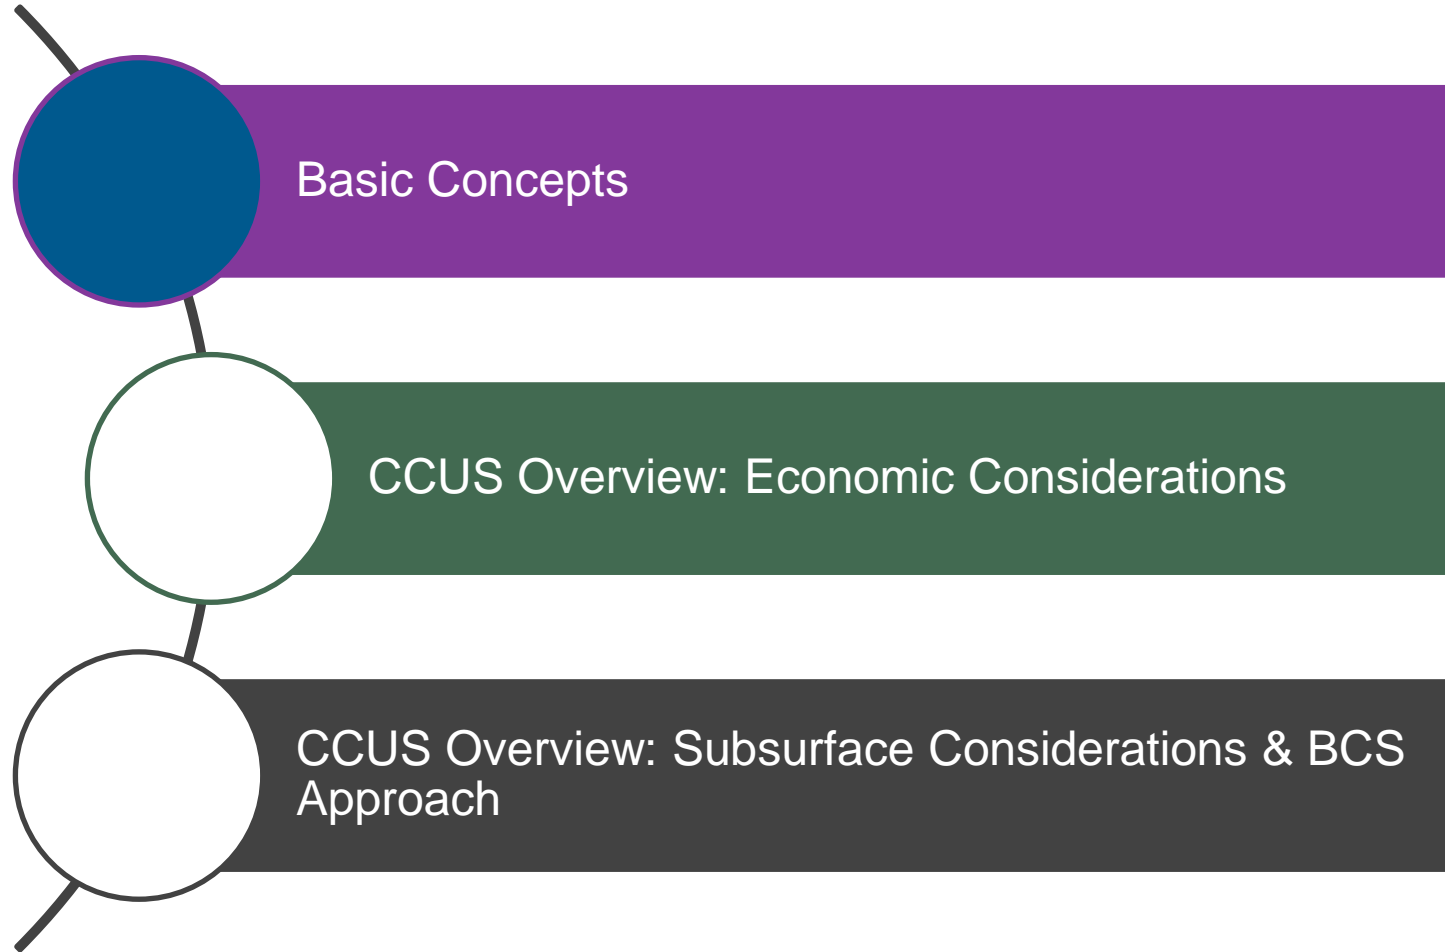 Basic Concepts
CCUS Overview: Economic Considerations
CCUS Overview: Subsurface Considerations & BCS
Approach